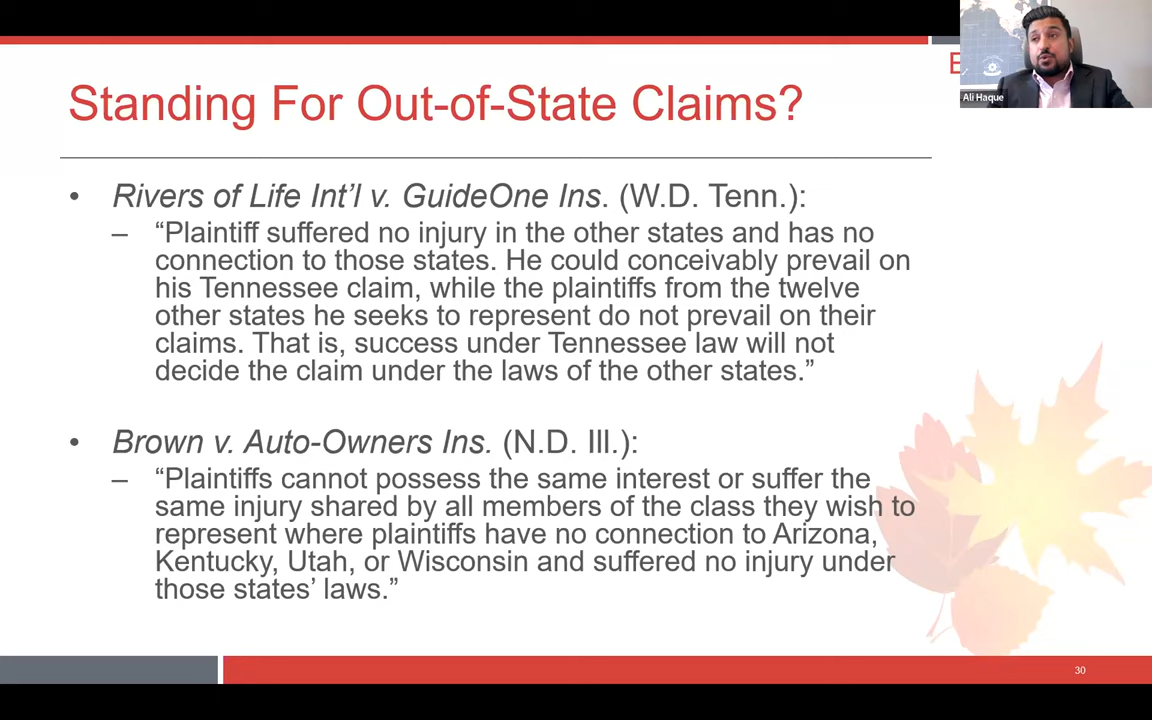 Standing For Out-of-State Claims?
E
Ali Haque
• Rivers of Life Int’l v. GuideOne Ins. (W.D. Tenn.):
– “Plaintiff suffered no injury in the other states and has no
connection to those states. He could conceivably prevail on
his Tennessee claim, while the plaintiffs from the twelve
other states he seeks to represent do not prevail on their
claims. That is, success under Tennessee law will not
decide the claim under the laws of the other states.”
• Brown v. Auto-Owners Ins. (N.D. Ill.):
– “Plaintiffs cannot possess the same interest or suffer the
same injury shared by all members of the class they wish to
represent where plaintiffs have no connection to Arizona,
Kentucky, Utah, or Wisconsin and suffered no injury under
those states’ laws.”
30